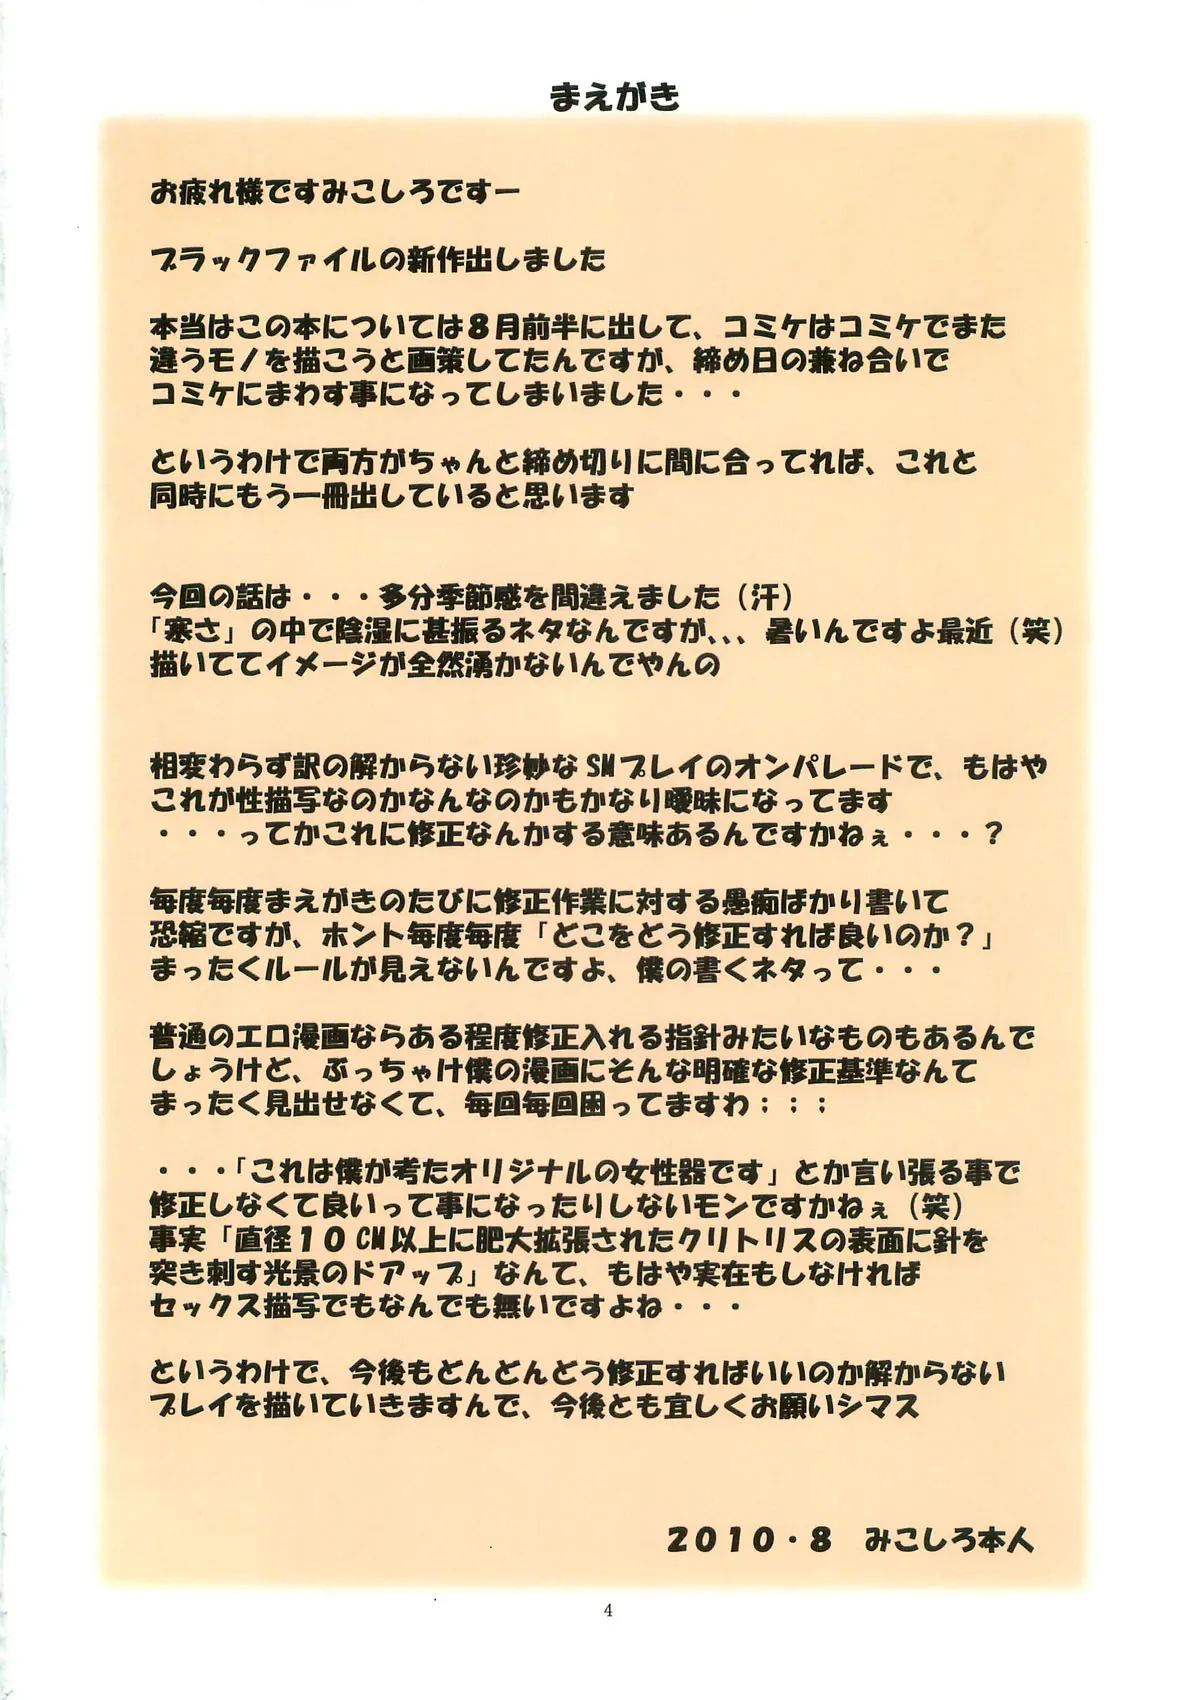 まえがき
お疲れ様ですみこしろですー
ブラックファイルの新作出しました
本当はこの本については8月前半に出して、コミケはコミケでまた
違うモノを描こうと画策してたんですが、締め日の兼ね合いで
コミケにまわす事になってしまいました・・・
というわけで両方がちゃんと締め切りに間に合ってれば、これと
同時にもう一冊出していると思います
今回の話は・・・多分季節感を間違えました（汗）
「寒さ」の中で陰湿に甚振るネタなんですが､､､暑いんですよ最近（笑）
描いててイメージが全然湧かないんでやんの
相変わらず訳の解からない珍妙なSMプレイのオンパレードで、もはや
これが性描写なのかなんなのかもかなり曖昧になってます
・・・ってかこれに修正なんかする意味あるんですかねぇ・・・？
毎度毎度まえがきのたびに修正作業に対する愚痴ばかり書いて
恐縮ですが、ホント毎度毎度「どこをどう修正すれば良いのか？」
まったくルールが見えないんですよ、僕の書くネタって・・・
普通のエロ漫画ならある程度修正入れる指針みたいなものもあるんで
しょうけど、ぶっちゃけ僕の漫画にそんな明確な修正基準なんて
まったく見出せなくて、毎回毎回困ってますわ；；；
・・・「これは僕が考たオリジナルの女性器です」とか言い張る事で
修正しなくて良いって事になったりしないモンですかねぇ（笑）
事実「直径１０CM以上に肥大拡張されたクリトリスの表面に針を
突き刺す光景のドアップ」なんて、もはや実在もしなければ
セックス描写でもなんでも無いですよね・・・
というわけで、今後もどんどんどう修正すればいいのか解からない
プレイを描いていきますんで、今後とも宜しくお願いシマス
２０１０・８　みこしろ本人
4